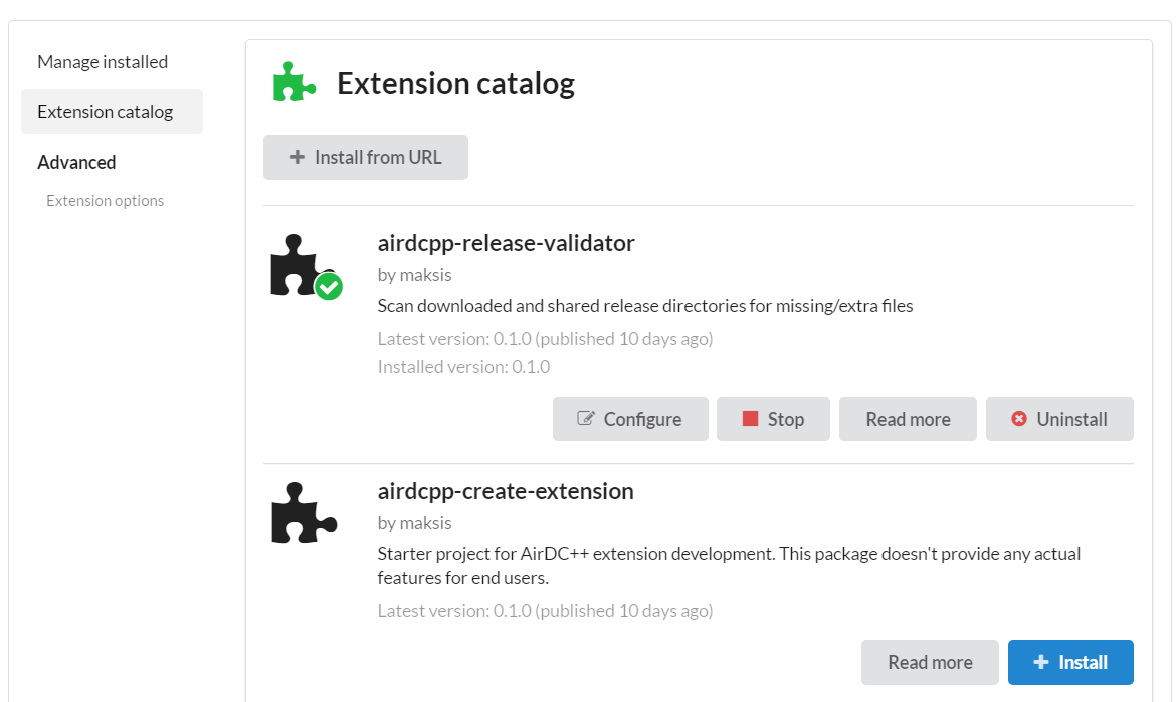 Manage installed
Extension catalog
Advanced
Extension options
Extension catalog
Install from URL
airdcpp-release-validator
by maksis
Scan downloaded and shared release directories for missing/extra files
Latest version: 0.1.0 (published 10 days ago)
Installed version: 0.1.0
Configure
Stop
Read more
Uninstall
airdcpp-create-extension
by maksis
Starter project for AirDC++ extension development. This package doesn't provide any actual
features for end users.
Latest version: 0.1.0 (published 10 days ago)
Read more
Install